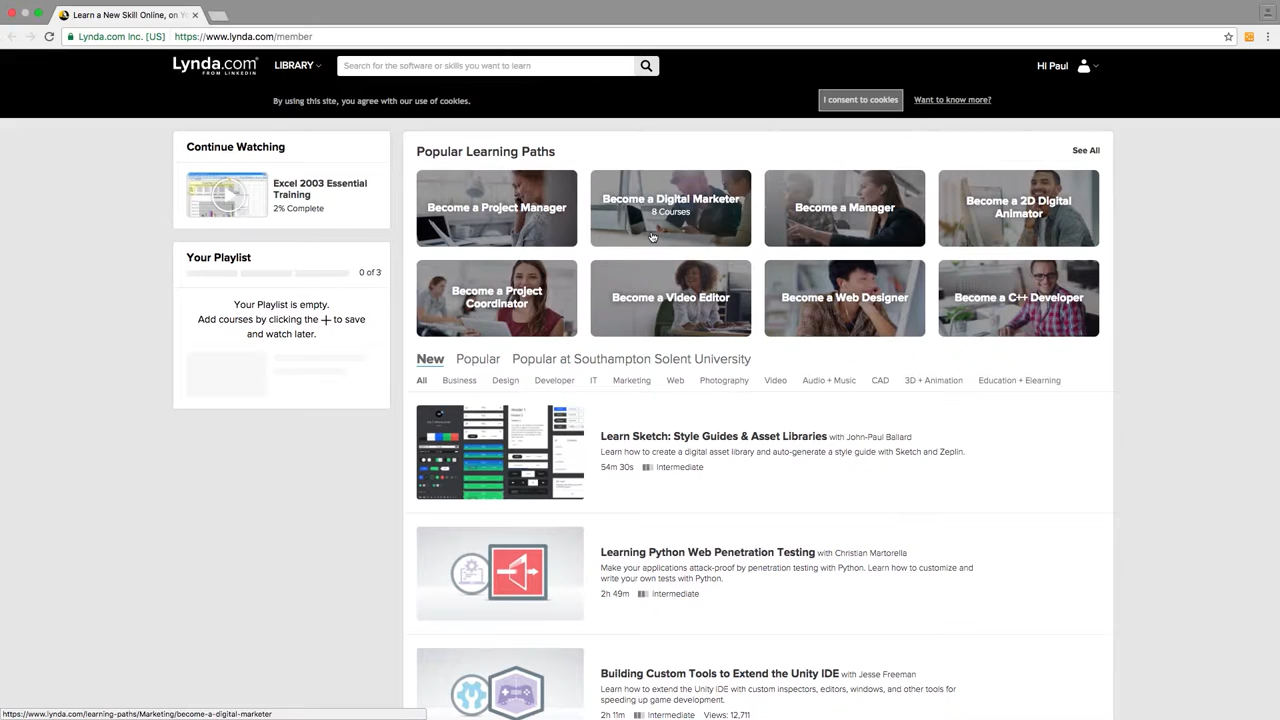 Learn a New Skill Online, on Yo
Lynda.com Inc. [US] https://www.lynda.com/member
Lynda.com
FROM LINKEDIN
LIBRARY
Search for the software or skills you want to learn
Hi Paul
By using this site, you agree with our use of cookies.
I consent to cookies
Want to know more?
Continue Watching
Excel 2003 Essential
Training
2% Complete
Your Playlist
0 of 3
Your Playlist is empty.
Add courses by clicking the + to save
and watch later.
Popular Learning Paths
See All
Become a Project Manager
Become a Digital Marketer
8 Courses
Become a Manager
Become a 2D Digital
Animator
Become a Project
Coordinator
Become a Video Editor
Become a Web Designer
Become a C++ Developer
New Popular Popular at Southampton Solent University
All Business Design Developer IT Marketing Web Photography Video Audio + Music CAD 3D + Animation Education + Elearning
Learn Sketch: Style Guides & Asset Libraries with John-Paul Ballard
Learn how to create a digital asset library and auto-generate a style guide with Sketch and Zeplin.
54m 30s Intermediate
Learning Python Web Penetration Testing with Christian Martorella
Make your applications attack-proof by penetration testing with Python. Learn how to customize and
write your own tests with Python.
2h 49m Intermediate
Building Custom Tools to Extend the Unity IDE with Jesse Freeman
Learn how to extend the Unity IDE with custom inspectors, editors, windows, and other tools for
speeding up game development.
2h 11m Intermediate Views: 12,711
https://www.lynda.com/learning-paths/Marketing/become-a-digital-marketer